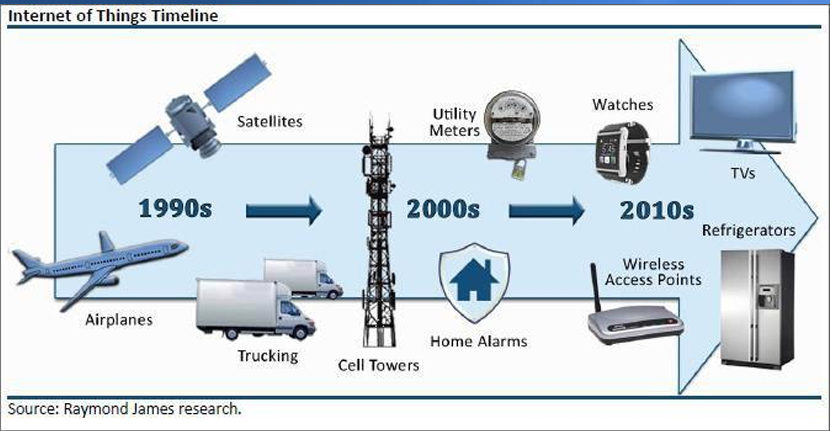 Internet of Things Timeline
Satellites
Utility
Meters
Watches
TVs
1990s
2000s
2010s
Refrigerators
Airplanes
Trucking
Cell Towers
Home Alarms
Wireless
Access Points
Source: Raymond James research.